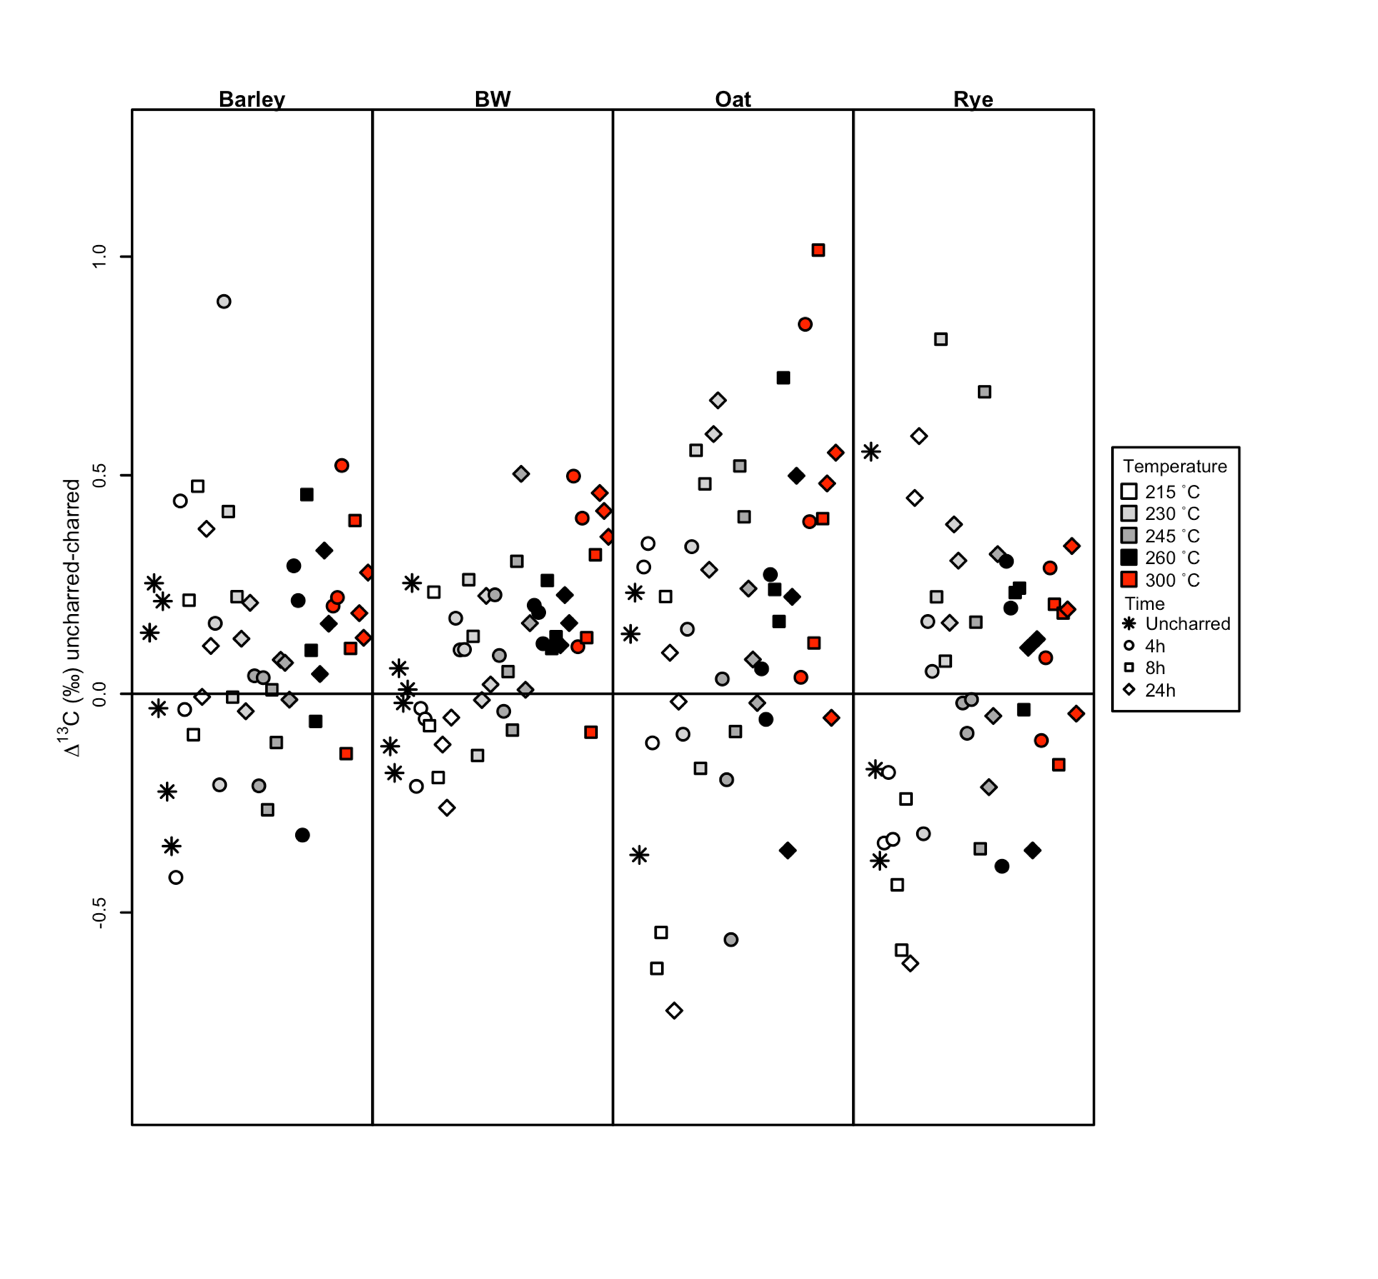 Barley BW Oat Rye
1.0
0.5
0.0
-0.5
Δ13C (‰) uncharred-charred
Temperature
215 °C
230 °C
245 °C
260 °C
300 °C
Time
Uncharred
4h
8h
24h